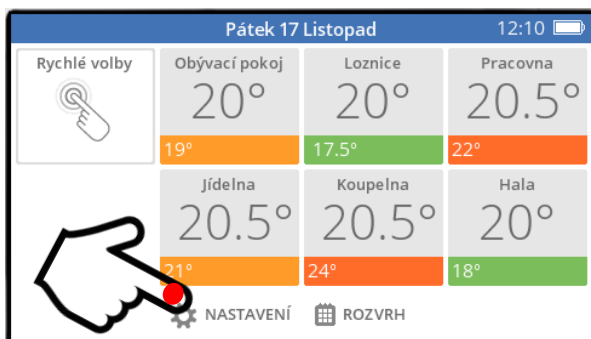 Pátek 17 Listopad 12:10
Rychlé volby
Obývací pokoj
20°
19°
Loznice
20°
17.5°
Pracovna
20.5°
22°
Jídelna
20.5°
21°
Koupelna
20.5°
24°
Hala
20°
18°
NASTAVENÍ ROZVRH